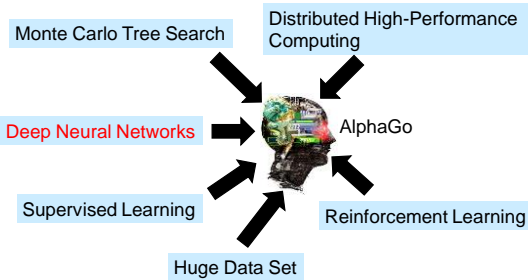 Monte Carlo Tree Search
Distributed High-Performance
Computing
Deep Neural Networks
AlphaGo
Supervised Learning
Reinforcement Learning
Huge Data Set